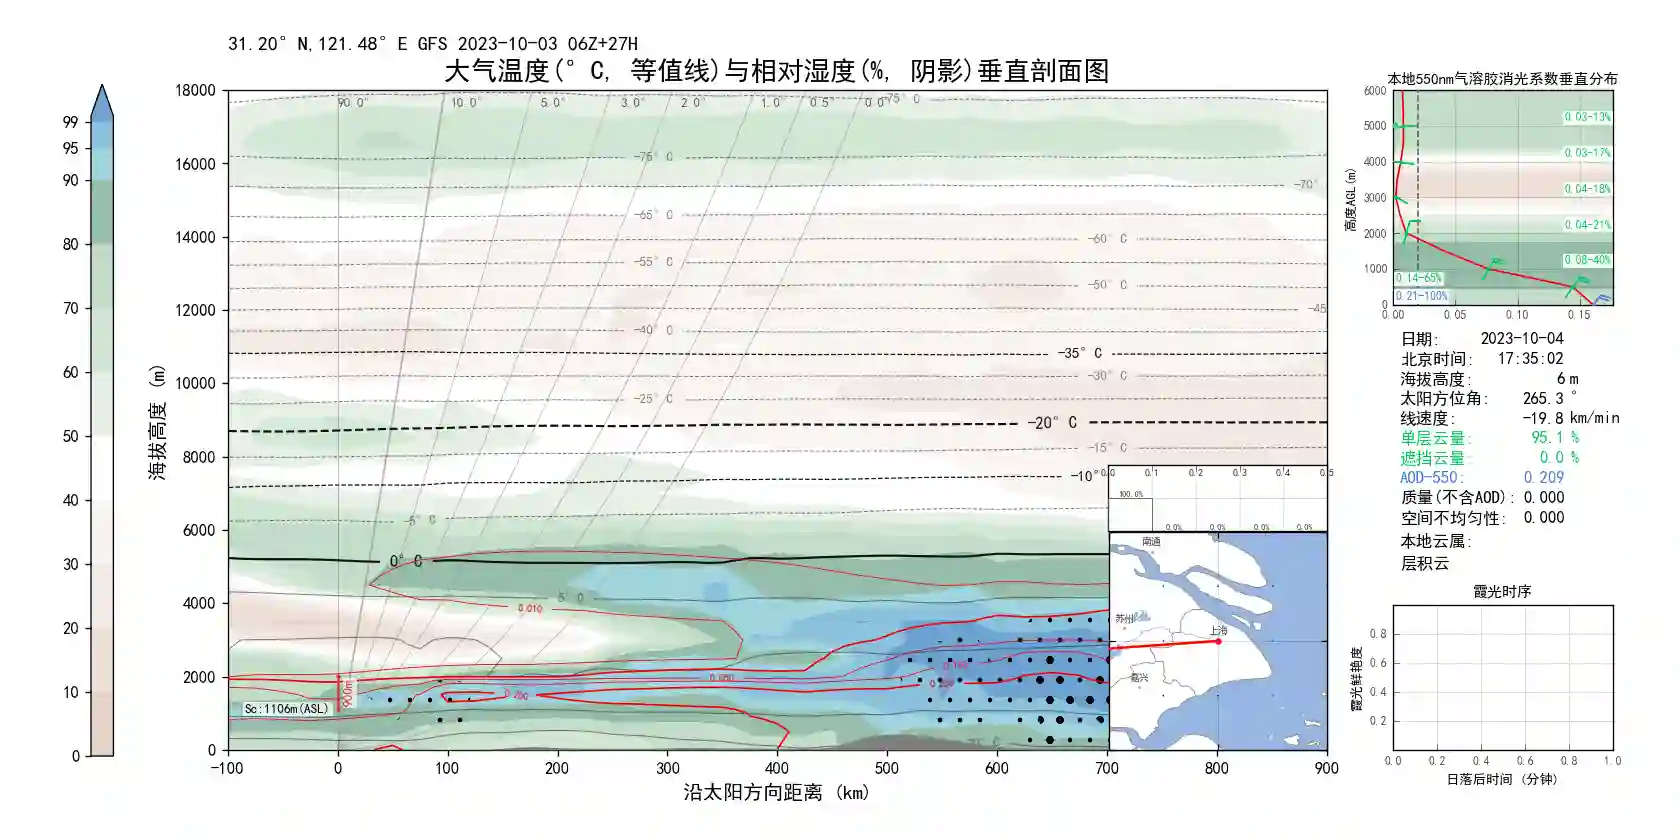 31.20° N,121.48° E GFS 2023-10-03 06Z+27H
大气温度(° C, 等值线)与相对湿度(%, 阴影)垂直剖面图
99
95
90
80
70
60
50
40
30
20
10
0
海拔高度 (m)
18000
16000
14000
12000
10000
8000
6000
4000
2000
0
90.0° 10.0° 5.0° 3.0° 2.0° 1.0° 0.5° 0.0° -75° C
-75° C
-70°
-65° C
-60° C
-55° C
-50° C
-45
-40° C
-35° C
-30° C
-25° C
-20° C
-15° C
-10°
-5° C
0° C
5° C
0.010
0.200
Sc:1106m(ASL)
900m
-100 0 100 200 300 400 500 600 700 800 900
沿太阳方向距离 (km)
0.0 0.1 0.2 0.3 0.4 0.5
100.0%
0.0% 0.0% 0.0% 0.0%
南通
苏州
上海
嘉兴
本地550nm气溶胶消光系数垂直分布
高度AGL(m)
6000
5000
4000
3000
2000
1000
0
0.03-13%
0.03-17%
0.04-18%
0.04-21%
0.08-40%
0.14-65%
0.21-100%
0.00 0.05 0.10 0.15
日期: 2023-10-04
北京时间: 17:35:02
海拔高度: 6 m
太阳方位角: 265.3 °
线速度: -19.8 km/min
单层云量: 95.1 %
遮挡云量: 0.0 %
AOD-550: 0.209
质量(不含AOD): 0.000
空间不均匀性: 0.000
本地云属:
层积云
霞光时序
霞光鲜艳度
0.8
0.6
0.4
0.2
0.0 0.2 0.4 0.6 0.8 1.0
日落后时间 (分钟)